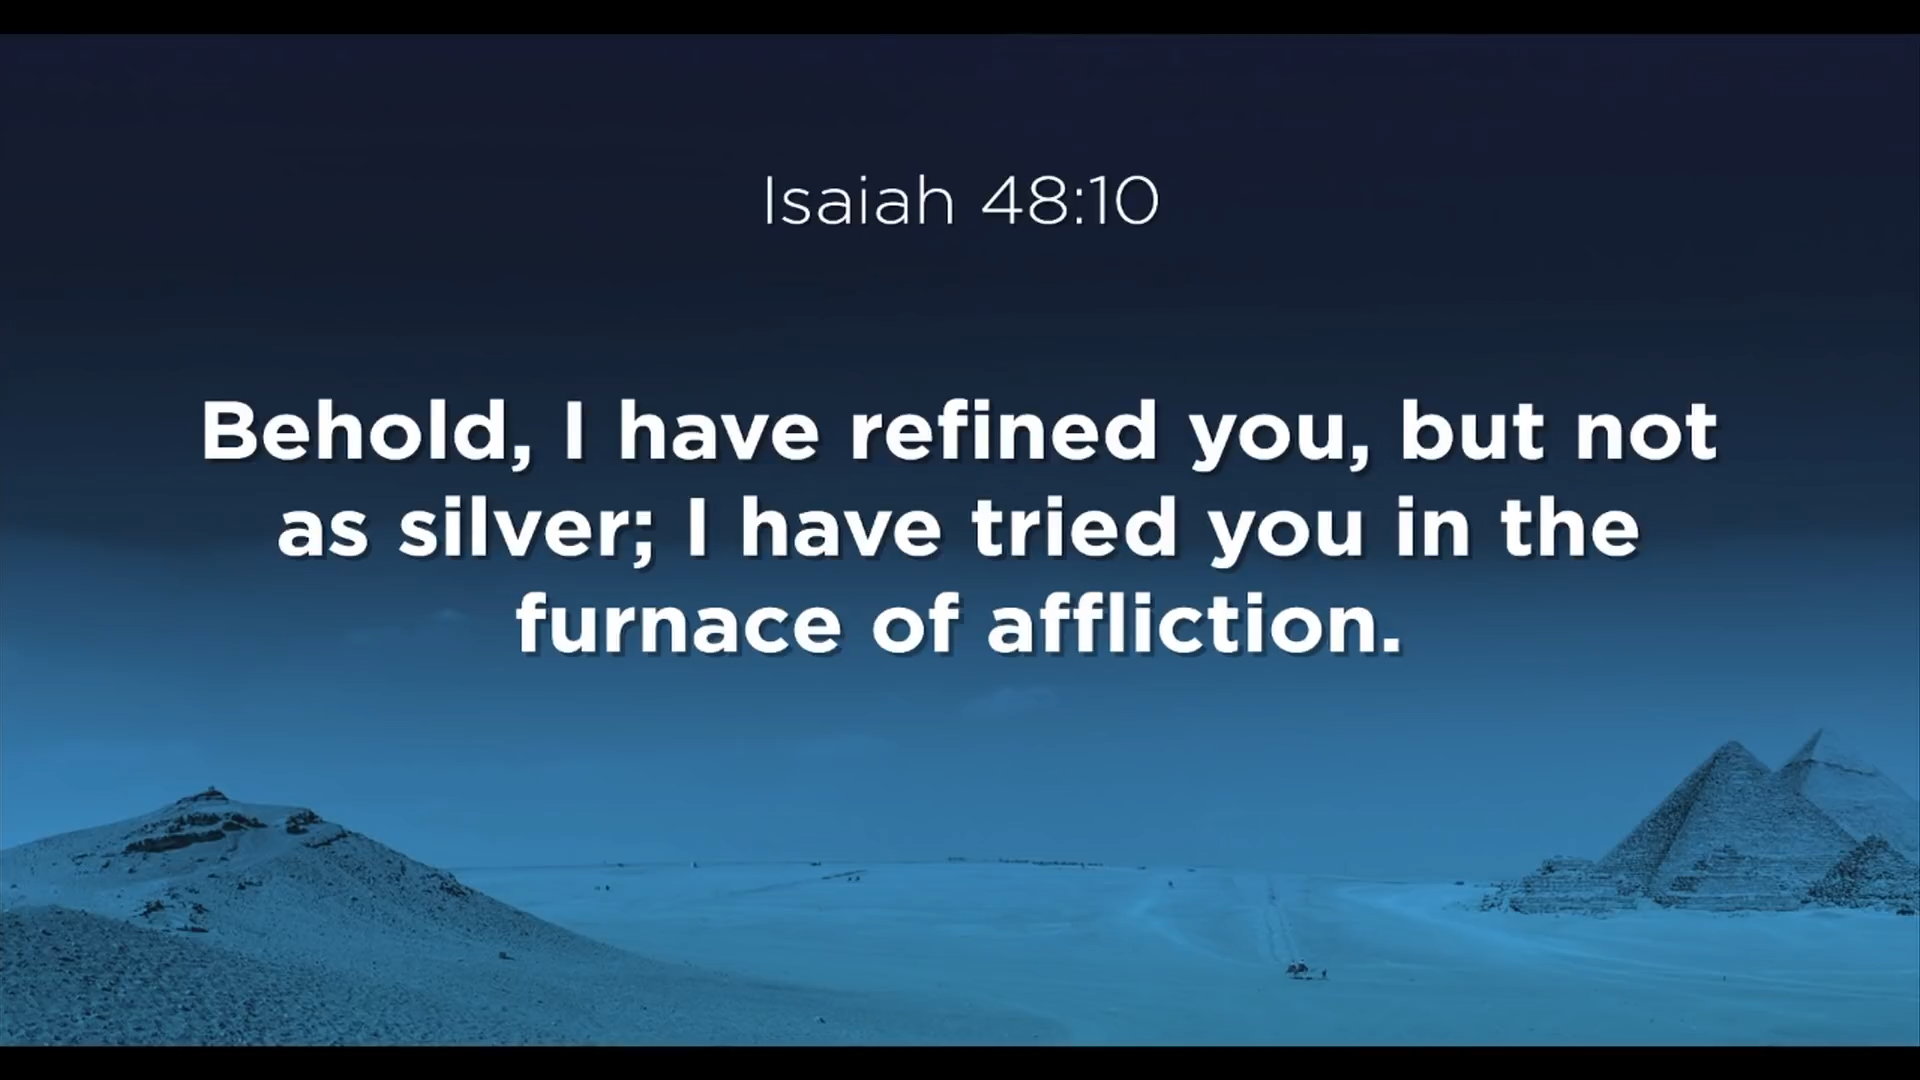 Isaiah 48:10
Behold, I have refined you, but not
as silver; I have tried you in the
furnace of affliction.